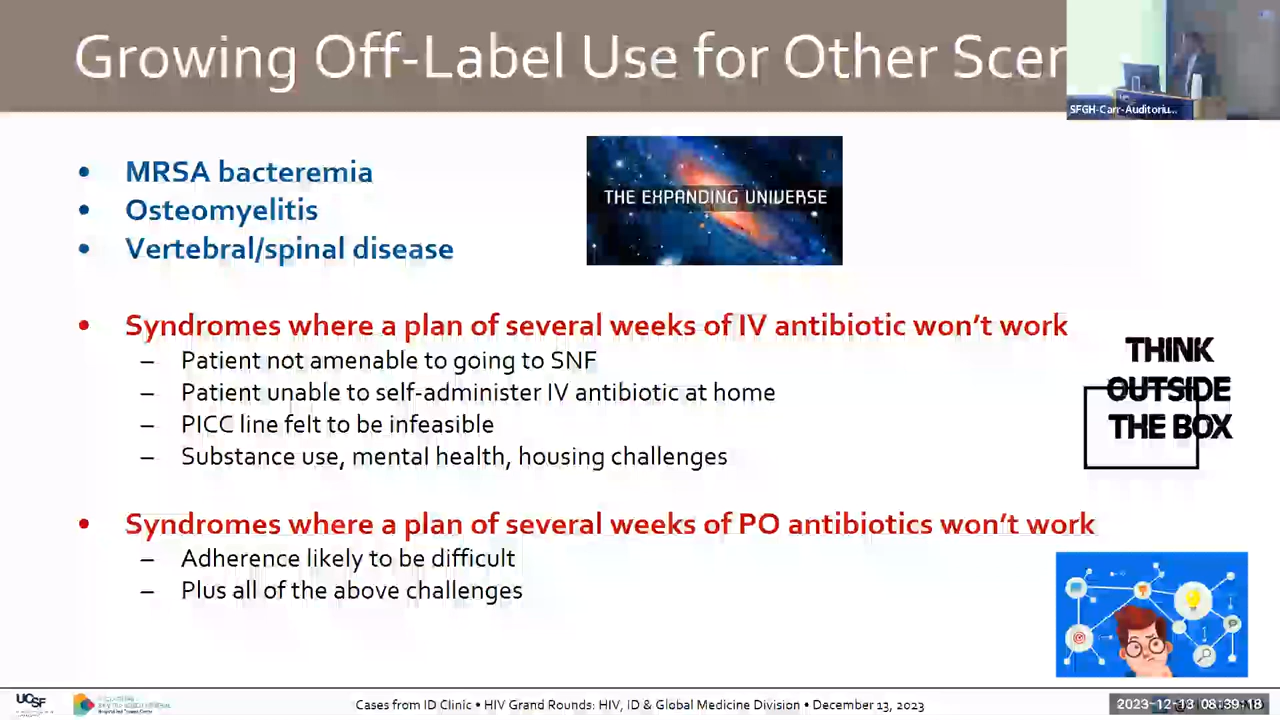 Growing Off-Label Use for Other Scen
SFGH-Carr-Auditoriu...
• MRSA bacteremia
• Osteomyelitis
• Vertebral/spinal disease
THE EXPANDING UNIVERSE
• Syndromes where a plan of several weeks of IV antibiotic won't work
– Patient not amenable to going to SNF
– Patient unable to self-administer IV antibiotic at home
– PICC line felt to be infeasible
– Substance use, mental health, housing challenges
THINK
OUTSIDE
THE BOX
• Syndromes where a plan of several weeks of PO antibiotics won't work
– Adherence likely to be difficult
– Plus all of the above challenges
UCSF
Cases from ID Clinic • HIV Grand Rounds: HIV, ID & Global Medicine Division • December 13, 2023
2023-12-13 08:39:18